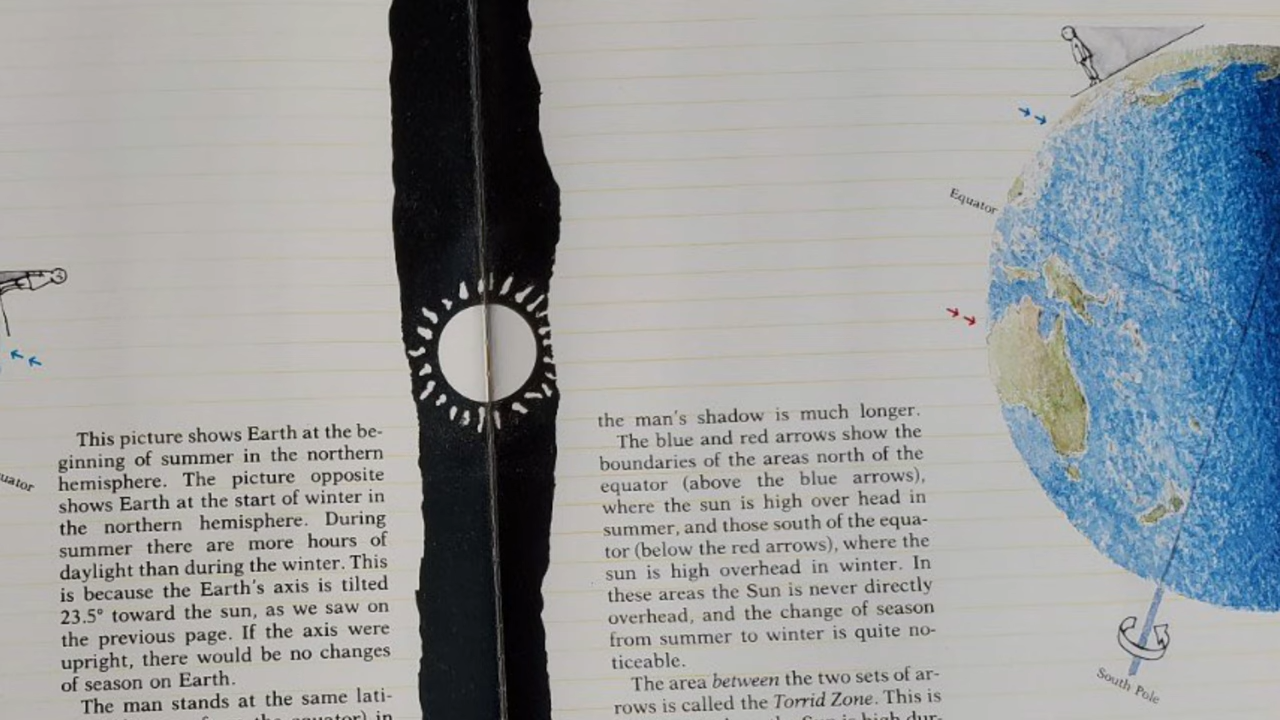 uator
This picture shows Earth at the be-
ginning of summer in the northern
hemisphere. The picture opposite
shows Earth at the start of winter in
the northern hemisphere. During
summer there are more hours of
daylight than during the winter. This
is because the Earth's axis is tilted
23.5° toward the sun, as we saw on
the previous page. If the axis were
upright, there would be no changes
of season on Earth.
The man stands at the same lati-
the equator) in
the man's shadow is much longer.
The blue and red arrows show the
boundaries of the areas north of the
equator (above the blue arrows),
where the sun is high over head in
summer, and those south of the equa-
tor (below the red arrows), where the
sun is high overhead in winter. In
these areas the Sun is never directly
overhead, and the change of season
from summer to winter is quite no-
ticeable.
The area between the two sets of ar-
rows is called the Torrid Zone. This is
Sun is high dur-
Equator
South Pole